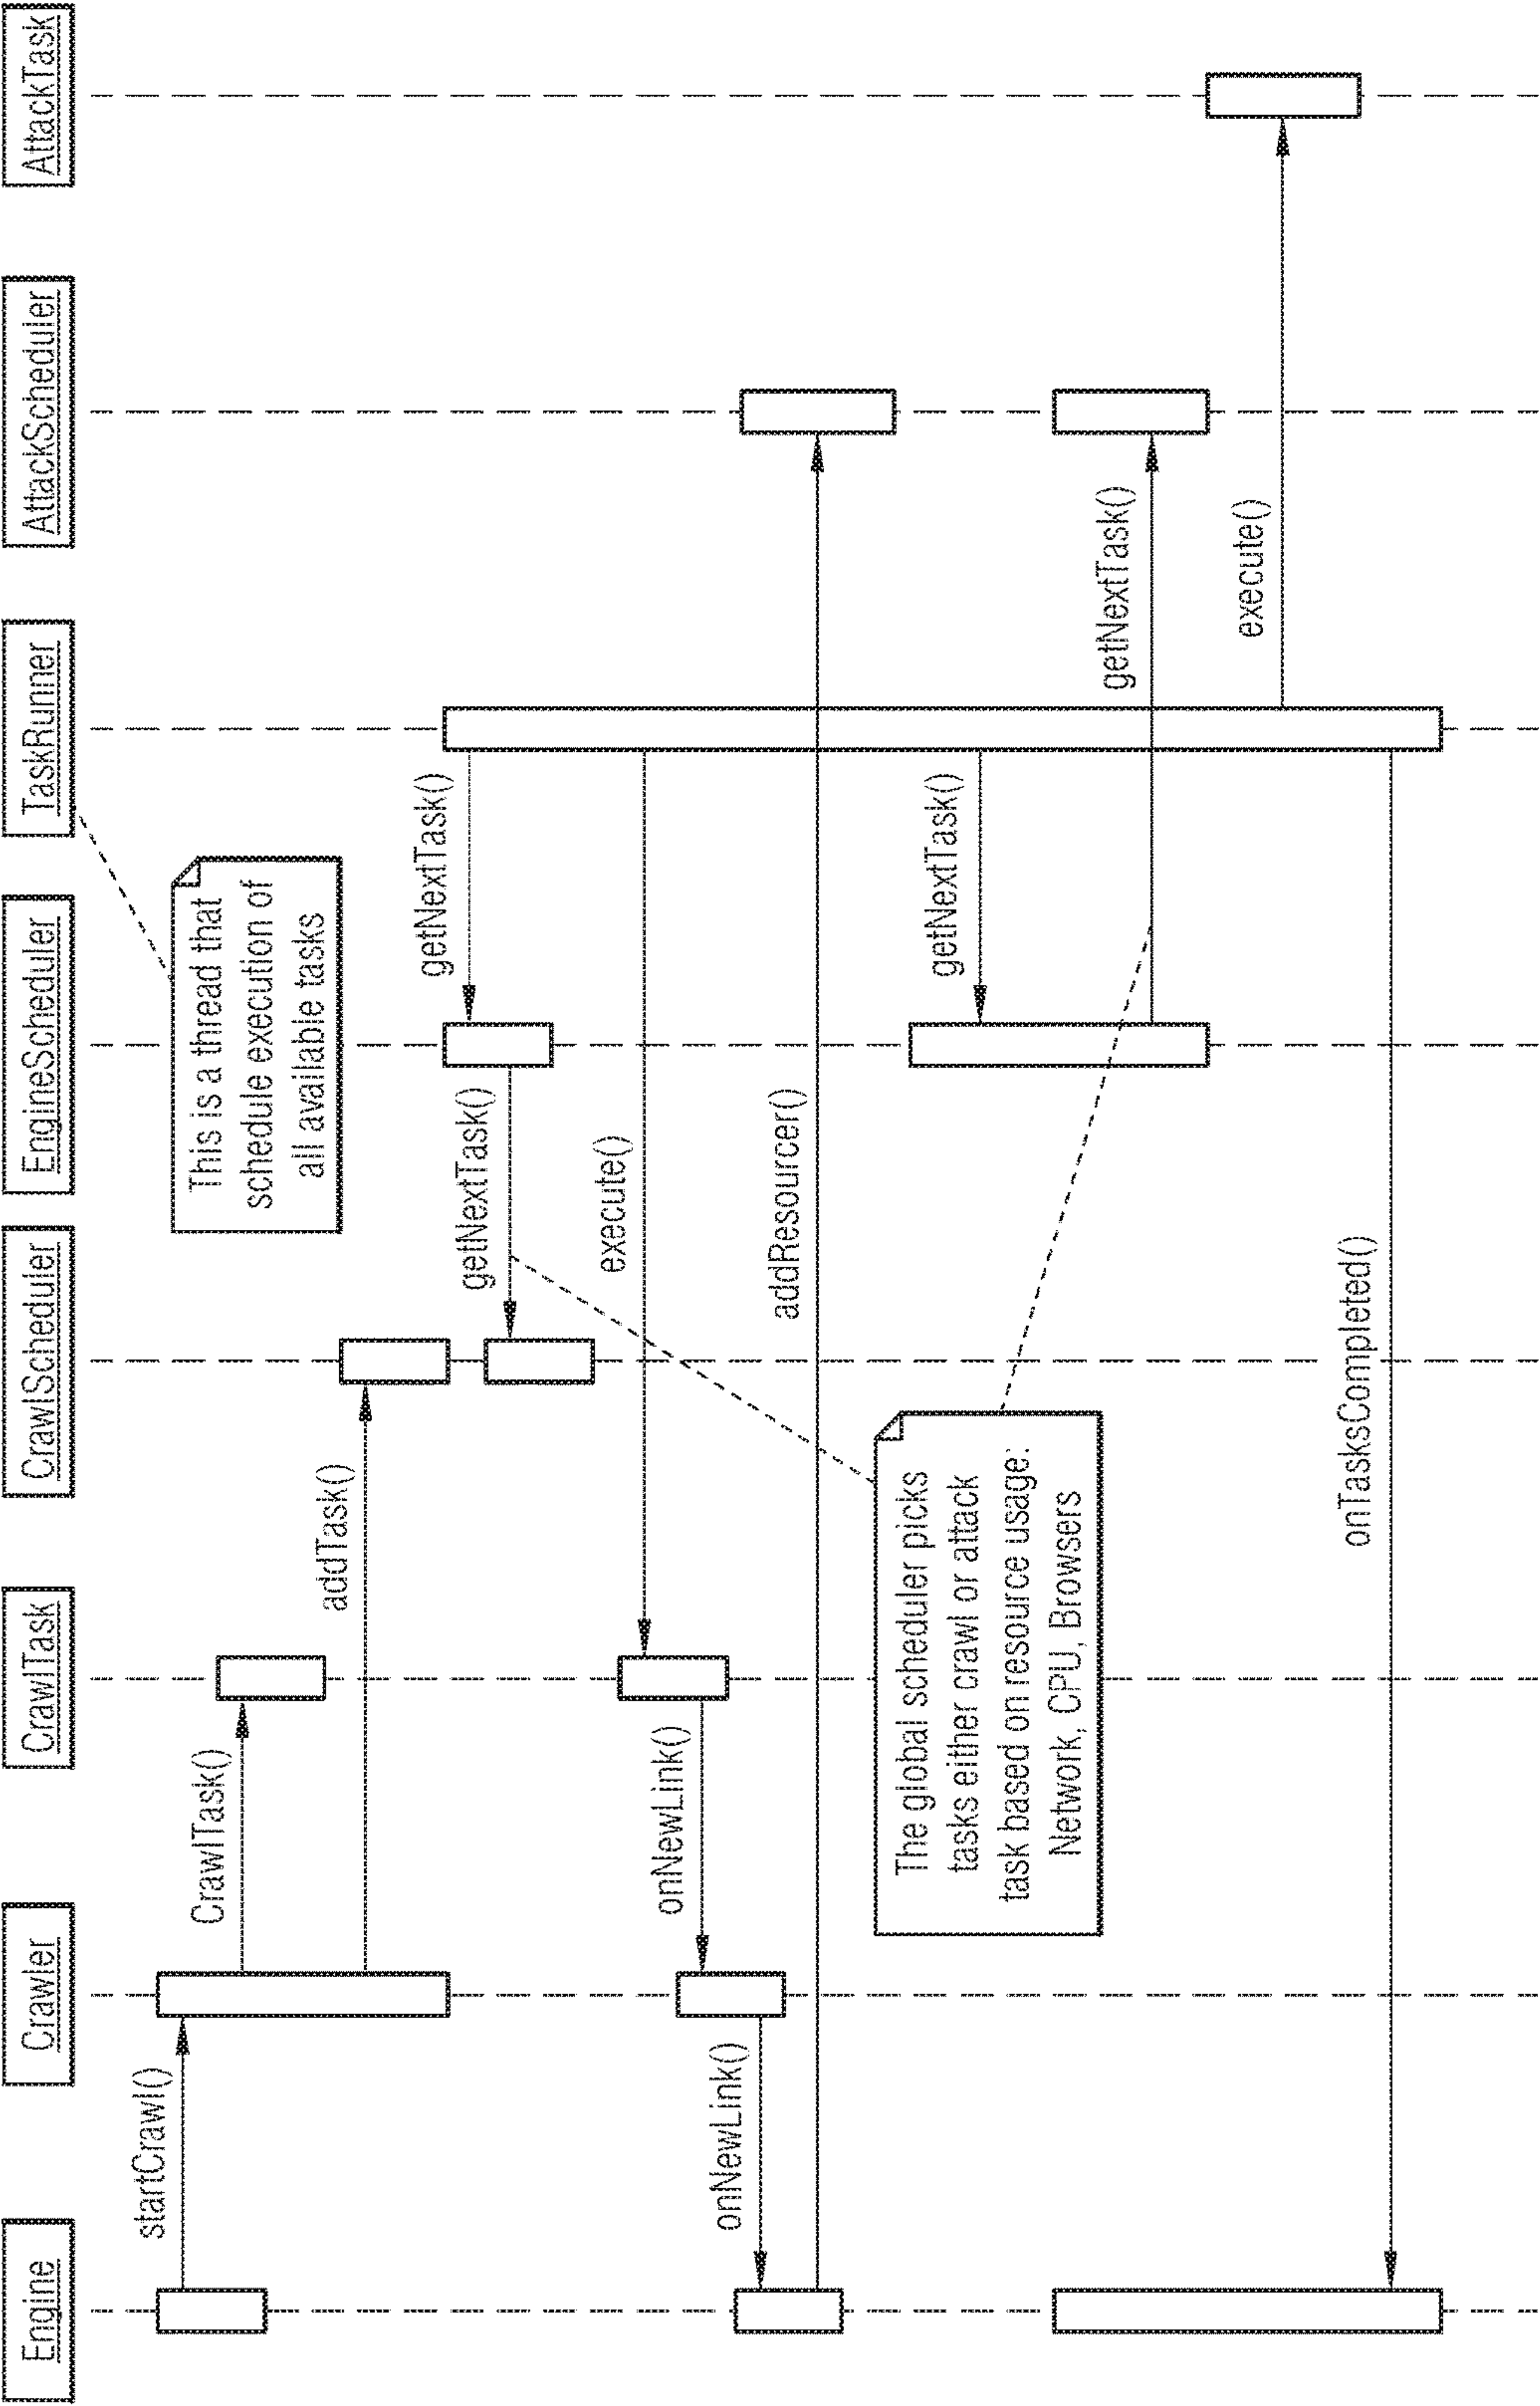 Engine
Crawler
CrawlTask
CrawlScheduler
EngineScheduler
TaskRunner
AttackScheduler
AttackTask
startCrawl()
CrawlTask()
This is a thread that
schedule execution of
all available tasks
addTask()
getNextTask()
getNextTask()
execute()
onNewLink()
onNewLink()
addResourcer()
The global scheduler picks
tasks either crawl or attack
task based on resource usage:
Network, CPU, Browsers
getNextTask()
getNextTask()
execute()
onTasksCompleted()